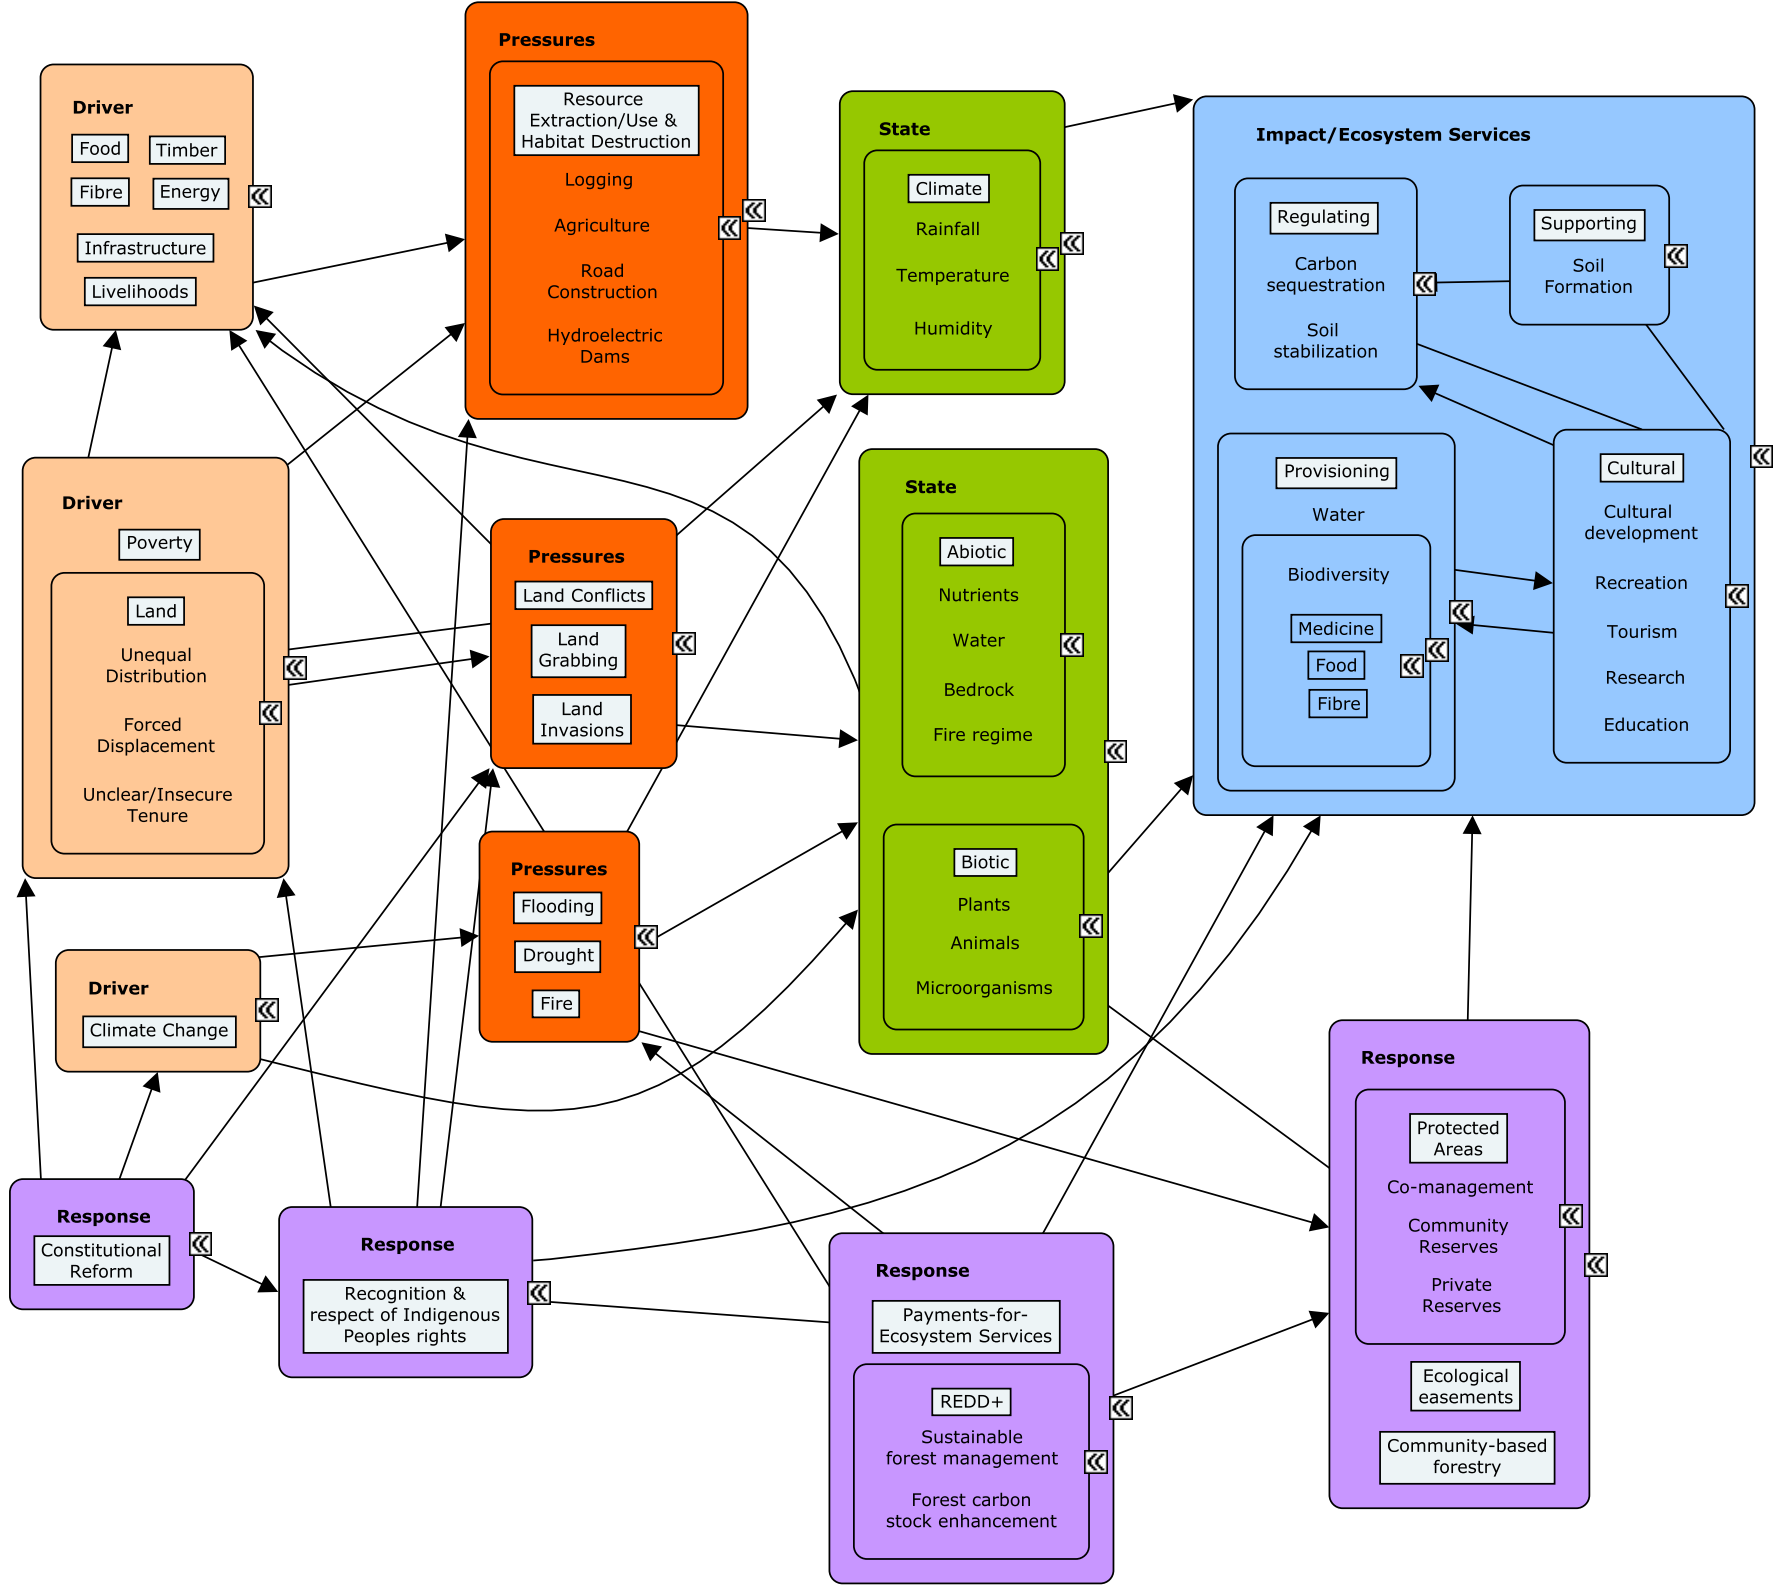 Driver
Food
Timber
Fibre
Energy
Infrastructure
Livelihoods
Pressures
Resource
Extraction/Use &
Habitat Destruction
Logging
Agriculture
Road
Construction
Hydroelectric
Dams
State
Climate
Rainfall
Temperature
Humidity
Impact/Ecosystem Services
Regulating
Carbon
sequestration
Soil
stabilization
Supporting
Soil
Formation
Provisioning
Water
Biodiversity
Medicine
Food
Fibre
Cultural
Cultural
development
Recreation
Tourism
Research
Education
Driver
Poverty
Land
Unequal
Distribution
Forced
Displacement
Unclear/Insecure
Tenure
Pressures
Land Conflicts
Land
Grabbing
Land
Invasions
State
Abiotic
Nutrients
Water
Bedrock
Fire regime
Biotic
Plants
Animals
Microorganisms
Pressures
Flooding
Drought
Fire
Driver
Climate Change
Response
Constitutional
Reform
Response
Recognition &
respect of Indigenous
Peoples rights
Response
Payments-for-
Ecosystem Services
REDD+
Sustainable
forest management
Forest carbon
stock enhancement
Response
Protected
Areas
Co-management
Community
Reserves
Private
Reserves
Ecological
easements
Community-based
forestry